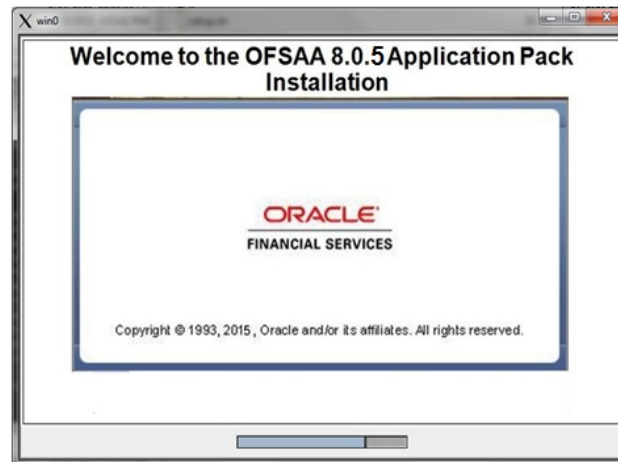 win0
Welcome to the OFSAA 8.0.5 Application Pack
Installation
ORACLE
FINANCIAL SERVICES
Copyright © 1993, 2015 , Oracle and/or its affiliates. All rights reserved.